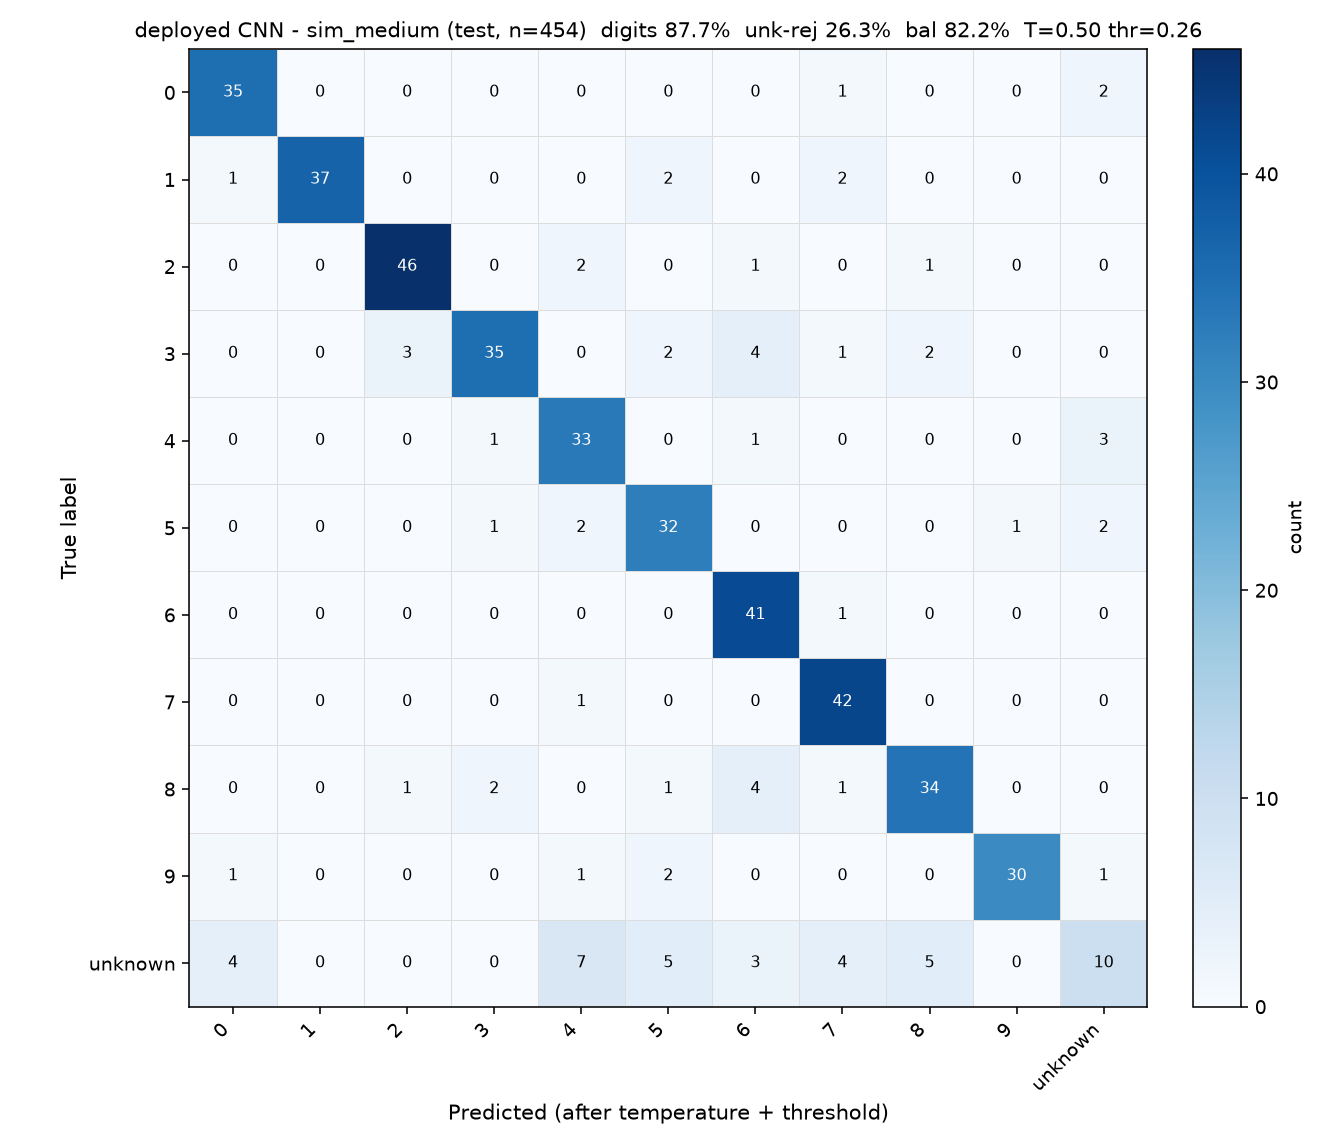 deployed CNN - sim_medium (test, n=454)  digits 87.7%  unk-rej 26.3%  bal 82.2%  T=0.50 thr=0.26
True label
0 35 0 0 0 0 0 0 1 0 0 2
1 1 37 0 0 0 2 0 2 0 0 0
2 0 0 46 0 2 0 1 0 1 0 0
3 0 0 3 35 0 2 4 1 2 0 0
4 0 0 0 1 33 0 1 0 0 0 3
5 0 0 0 1 2 32 0 0 0 1 2
6 0 0 0 0 0 0 41 1 0 0 0
7 0 0 0 0 1 0 0 42 0 0 0
8 0 0 1 2 0 1 4 1 34 0 0
9 1 0 0 0 1 2 0 0 0 30 1
unknown 4 0 0 0 7 5 3 4 5 0 10
0 1 2 3 4 5 6 7 8 9 unknown
Predicted (after temperature + threshold)
40
30
20
10
0
count